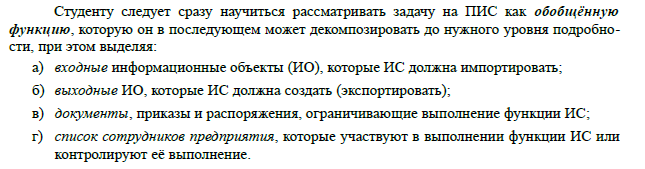 Студенту следует сразу научиться рассматривать задачу на ПИС как обобщённую
функцию, которую он в последующем может декомпозировать до нужного уровня подробно-
сти, при этом выделяя:
а) входные информационные объекты (ИО), которые ИС должна импортировать;
б) выходные ИО, которые ИС должна создать (экспортировать);
в) документы, приказы и распоряжения, ограничивающие выполнение функции ИС;
г) список сотрудников предприятия, которые участвуют в выполнении функции ИС или
контролируют её выполнение.